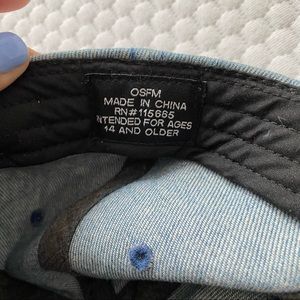 OSFM
MADE IN CHINA
RN#115665
INTENDED FOR AGES
14 AND OLDER